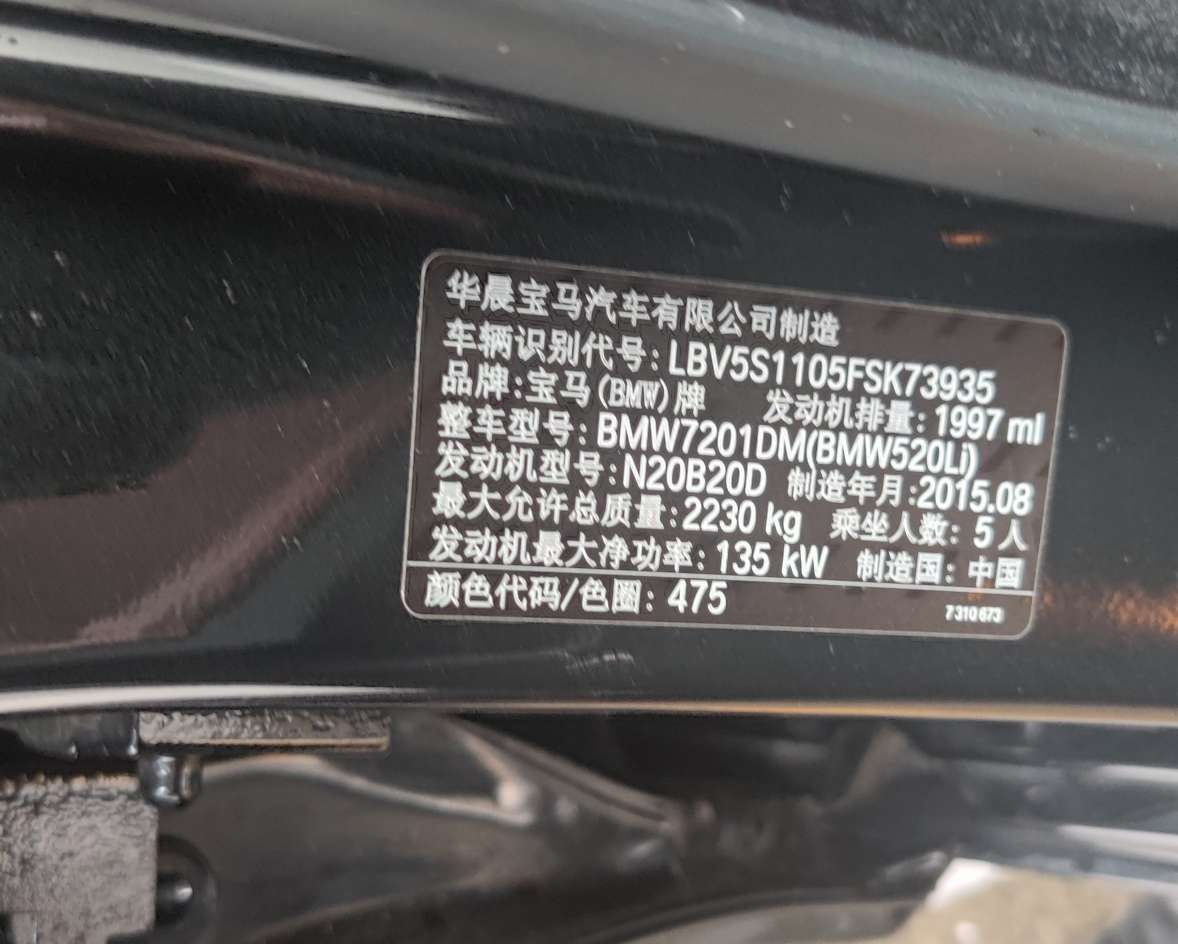 华晨宝马汽车有限公司制造
车辆识别代号: LBV5S1105FSK73935
品牌: 宝马(BMW)牌 发动机排量: 1997 ml
整车型号: BMW7201DM(BMW520Li)
发动机型号: N20B20D 制造年月: 2015.08
最大允许总质量: 2230 kg 乘坐人数: 5 人
发动机最大净功率: 135 kW 制造国: 中国
颜色代码/色圈: 475 7310673